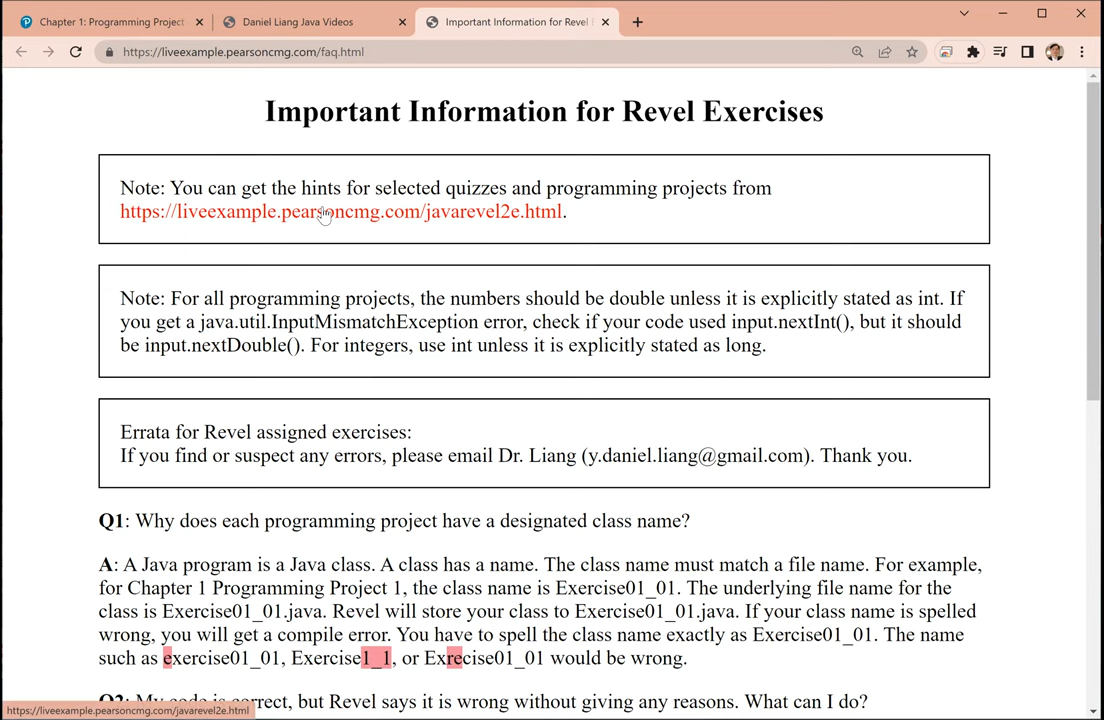 Chapter 1: Programming Project
Daniel Liang Java Videos
Important Information for Revel
https://liveexample.pearsoncmg.com/faq.html
Important Information for Revel Exercises
Note: You can get the hints for selected quizzes and programming projects from
https://liveexample.pearsoncmg.com/javarevel2e.html.
Note: For all programming projects, the numbers should be double unless it is explicitly stated as int. If
you get a java.util.InputMismatchException error, check if your code used input.nextInt(), but it should
be input.nextDouble(). For integers, use int unless it is explicitly stated as long.
Errata for Revel assigned exercises:
If you find or suspect any errors, please email Dr. Liang (y.daniel.liang@gmail.com). Thank you.
Q1: Why does each programming project have a designated class name?
A: A Java program is a Java class. A class has a name. The class name must match a file name. For example,
for Chapter 1 Programming Project 1, the class name is Exercise01_01. The underlying file name for the
class is Exercise01_01.java. Revel will store your class to Exercise01_01.java. If your class name is spelled
wrong, you will get a compile error. You have to spell the class name exactly as Exercise01_01. The name
such as exercise01_01, Exercise1_1, or Exrecise01_01 would be wrong.
Q2: My code is correct, but Revel says it is wrong without giving any reasons. What can I do?
https://liveexample.pearsoncmg.com/javarevel2e.html